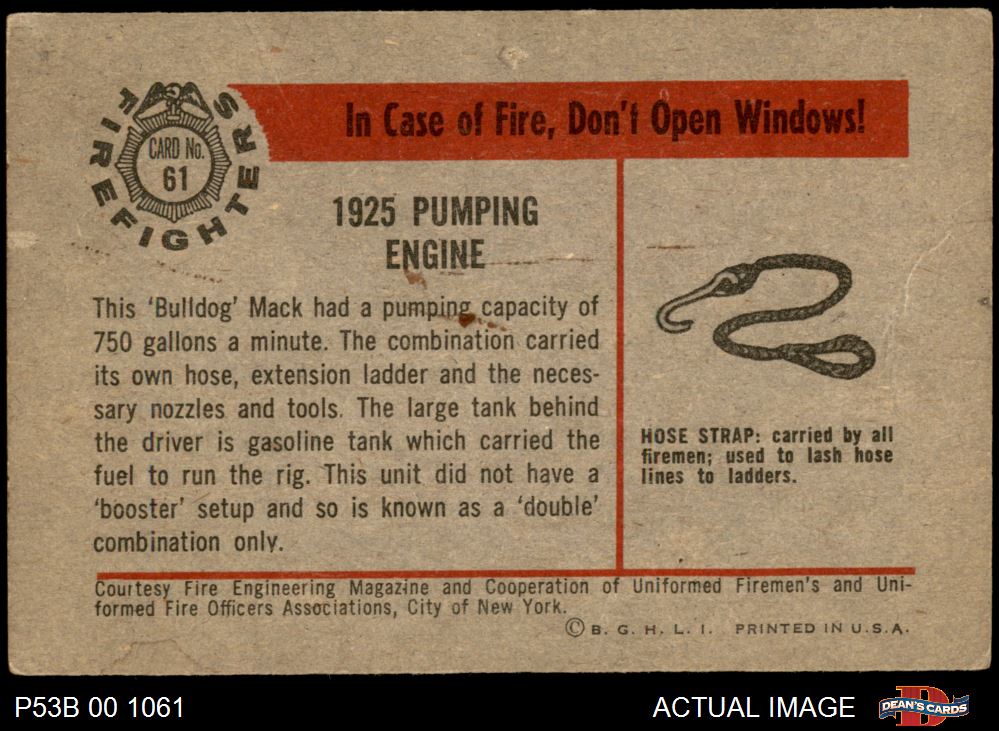 FIREFIGHTERS
CARD No.
61
In Case of Fire, Don't Open Windows!
1925 PUMPING
ENGINE
This 'Bulldog' Mack had a pumping capacity of
750 gallons a minute. The combination carried
its own hose, extension ladder and the neces-
sary nozzles and tools. The large tank behind
the driver is gasoline tank which carried the
fuel to run the rig. This unit did not have a
'booster' setup and so is known as a 'double'
combination only.
HOSE STRAP: carried by all
firemen; used to lash hose
lines to ladders.
Courtesy Fire Engineering Magazine and Cooperation of Uniformed Firemen's and Uni-
formed Fire Officers Associations, City of New York.
© B. G. H. L. I. PRINTED IN U.S.A.
P53B 00 1061
ACTUAL IMAGE
D
DEAN'S CARDS